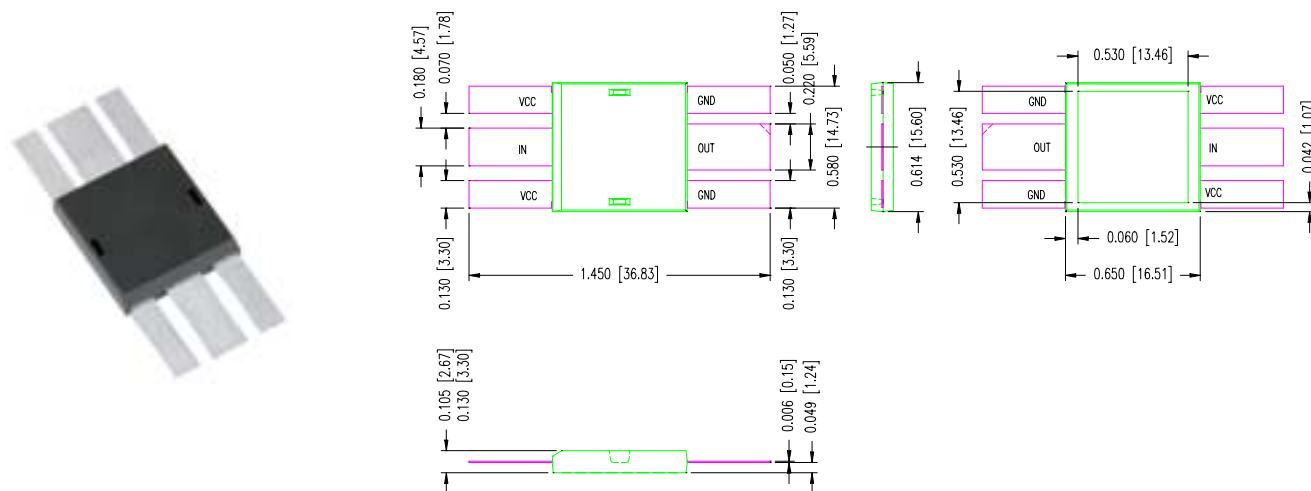 0.180 [4.57]
0.070 [1.78]
0.050 [1.27]
0.220 [5.59]
VCC
GND
IN
OUT
VCC
GND
0.580 [14.73]
0.614 [15.60]
0.130 [3.30]
1.450 [36.83]
0.130 [3.30]
0.530 [13.46]
GND
VCC
OUT
IN
GND
VCC
0.530 [13.46]
0.042 [1.07]
0.060 [1.52]
0.650 [16.51]
0.105 [2.67]
0.130 [3.30]
0.006 [0.15]
0.049 [1.24]